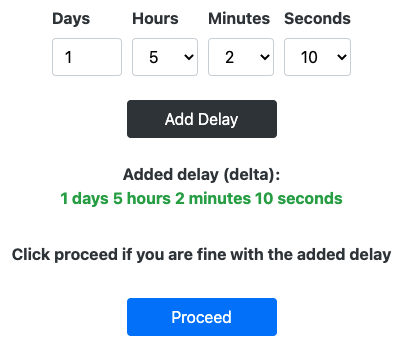 Days Hours Minutes Seconds
1 5 2 10
Add Delay
Added delay (delta):
1 days 5 hours 2 minutes 10 seconds
Click proceed if you are fine with the added delay
Proceed